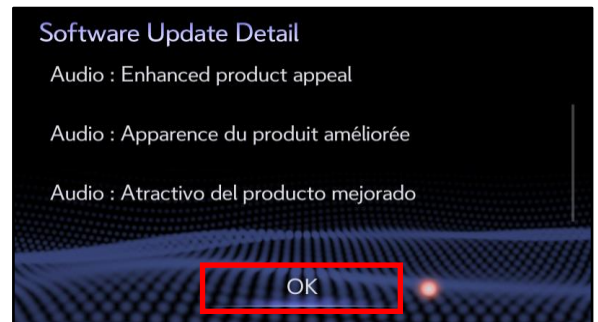 Software Update Detail
Audio : Enhanced product appeal
Audio : Apparence du produit améliorée
Audio : Atractivo del producto mejorado
OK